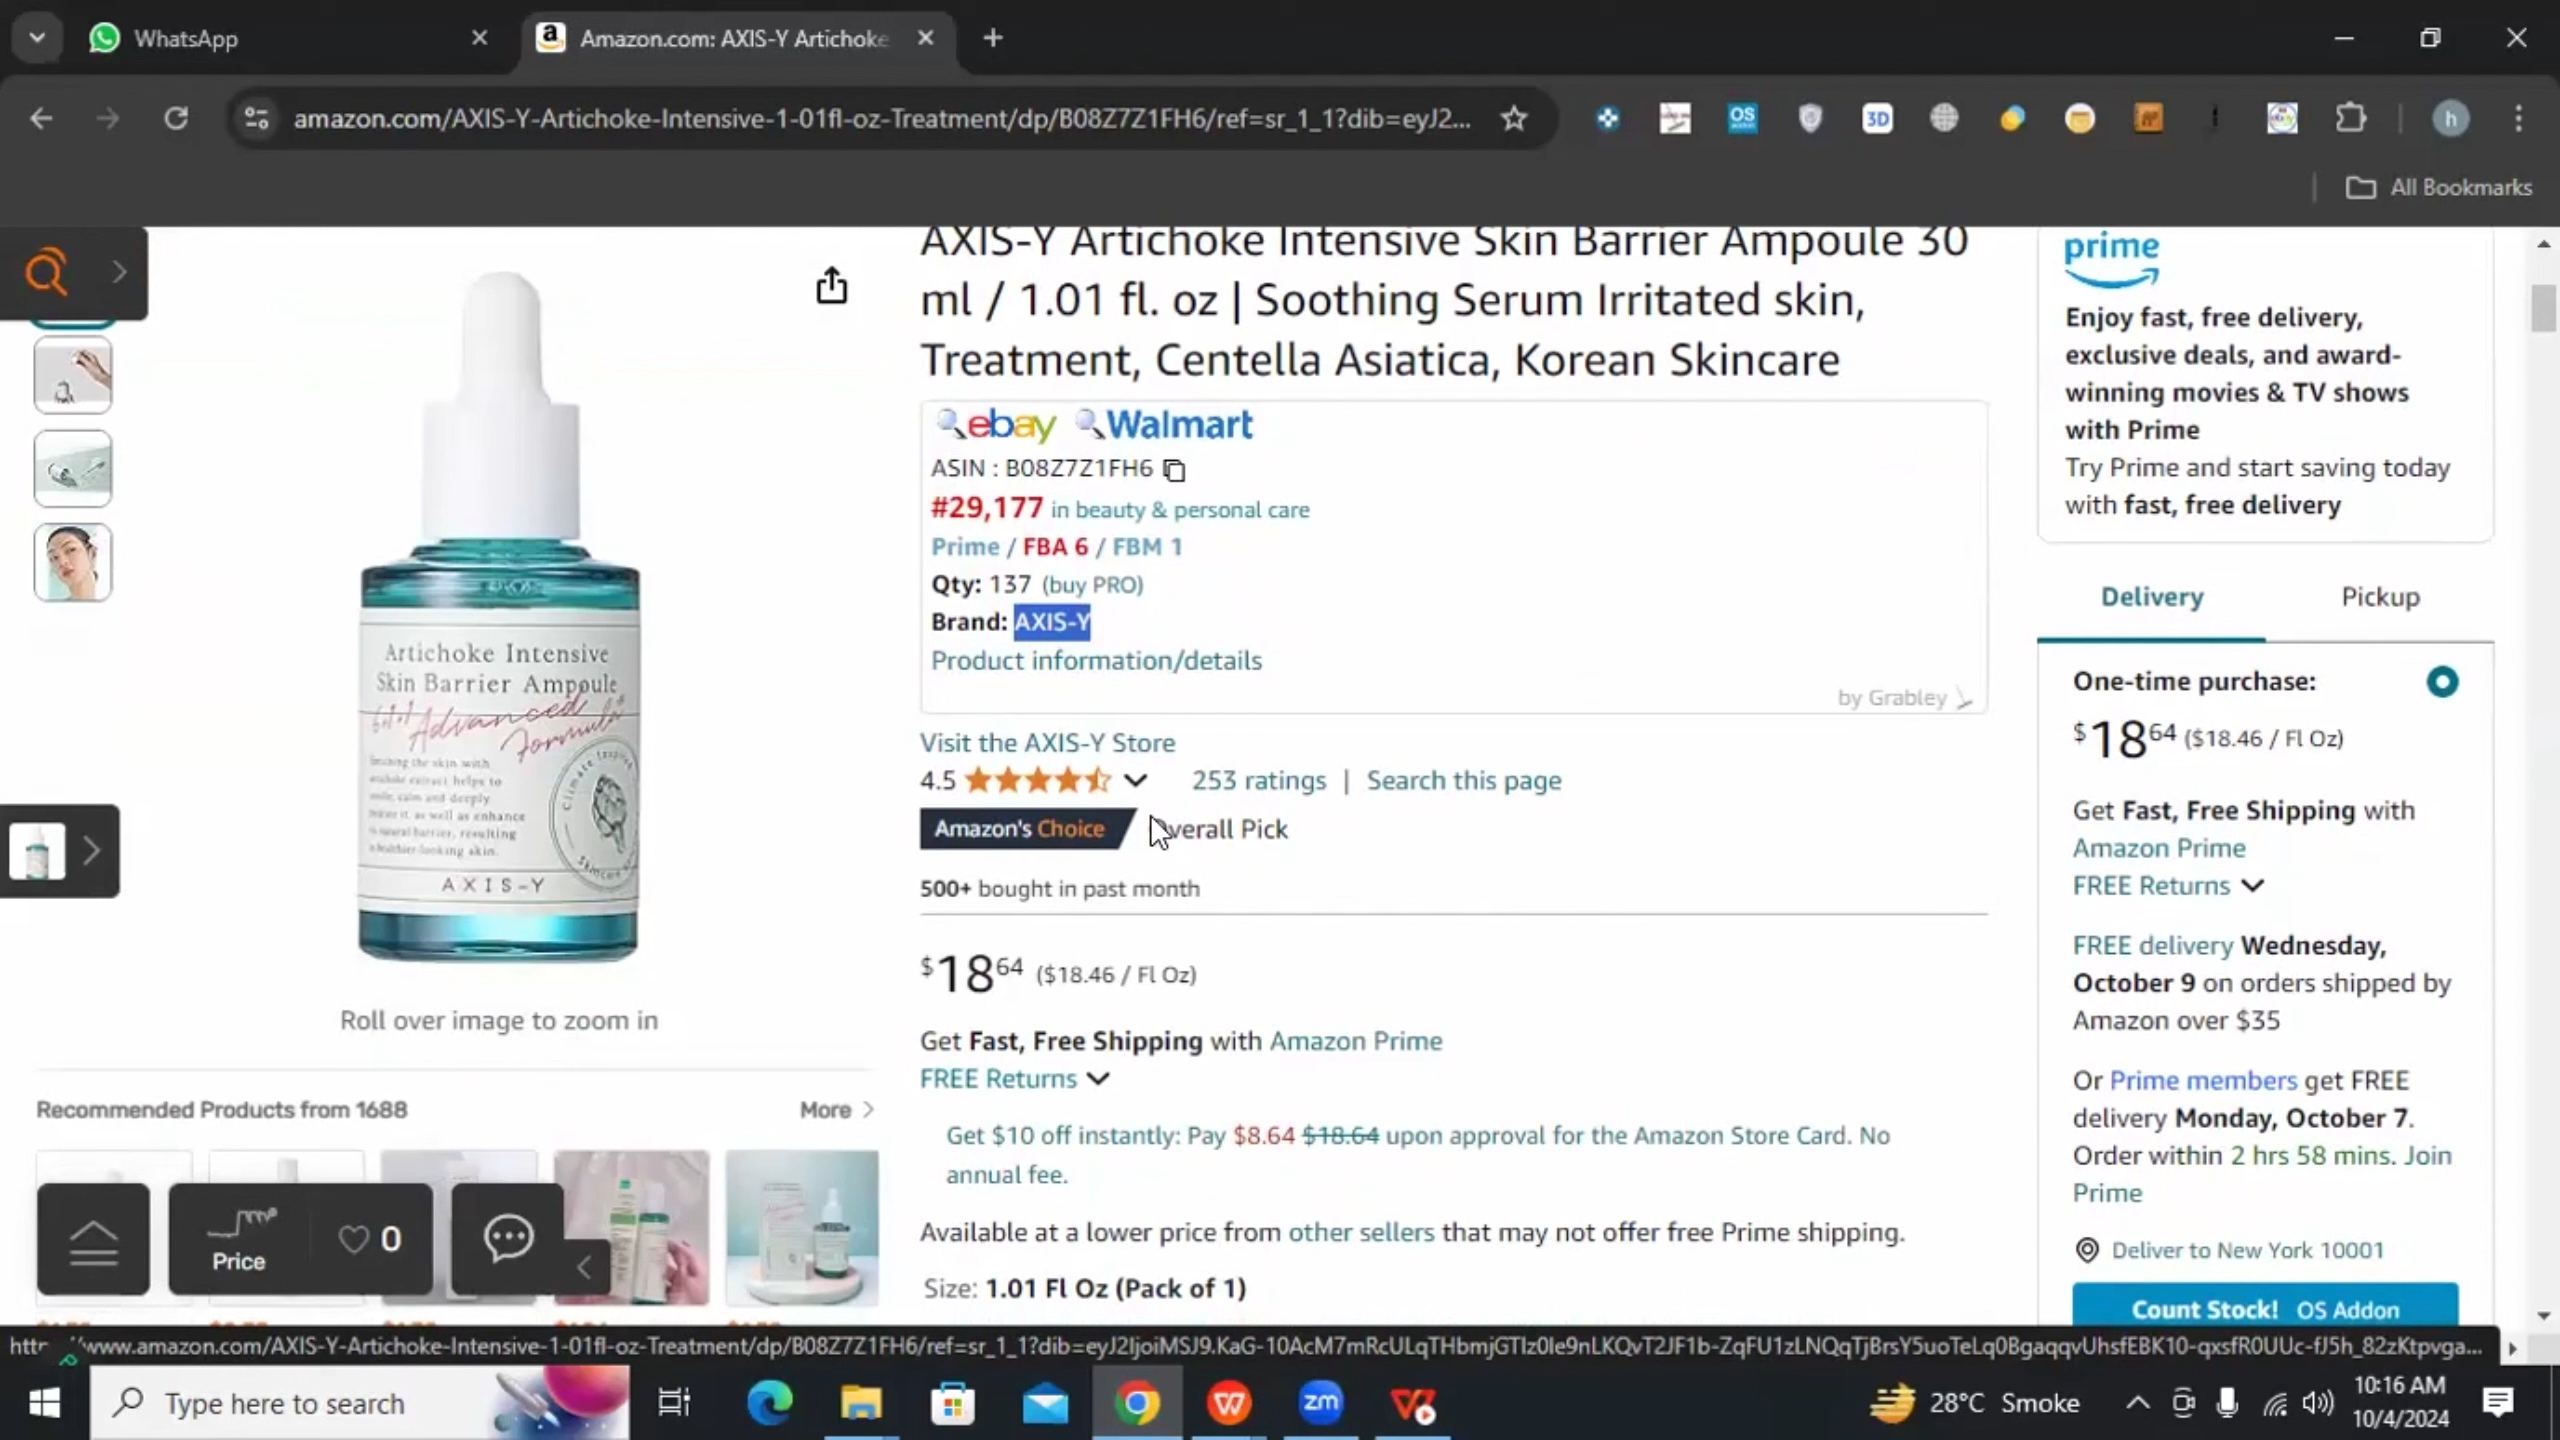 WhatsApp
Amazon.com: AXIS-Y Artichoke
amazon.com/AXIS-Y-Artichoke-Intensive-1-01fl-oz-Treatment/dp/B08Z7Z1FH6/ref=sr_1_1?dib=eyJ2...
OS
3D
h
All Bookmarks
AXIS-Y Artichoke Intensive Skin Barrier Ampoule 30
ml / 1.01 fl. oz | Soothing Serum Irritated skin,
Treatment, Centella Asiatica, Korean Skincare
ebay Walmart
ASIN : B08Z7Z1FH6
#29,177 in beauty & personal care
Prime / FBA 6 / FBM 1
Qty: 137 (buy PRO)
Brand: AXIS-Y
Product information/details
by Grabley
Visit the AXIS-Y Store
4.5 253 ratings | Search this page
Amazon's Choice Overall Pick
500+ bought in past month
$18 64 ($18.46 / Fl Oz)
Get Fast, Free Shipping with Amazon Prime
FREE Returns
Get $10 off instantly: Pay $8.64 $18.64 upon approval for the Amazon Store Card. No
annual fee.
Available at a lower price from other sellers that may not offer free Prime shipping.
Size: 1.01 Fl Oz (Pack of 1)
Artichoke Intensive
Skin Barrier Ampoule
Advanced
Formula
AXIS-Y
Roll over image to zoom in
Recommended Products from 1688 More
Price
0
prime
Enjoy fast, free delivery,
exclusive deals, and award-
winning movies & TV shows
with Prime
Try Prime and start saving today
with fast, free delivery
Delivery Pickup
One-time purchase:
$18 64 ($18.46 / Fl Oz)
Get Fast, Free Shipping with
Amazon Prime
FREE Returns
FREE delivery Wednesday,
October 9 on orders shipped by
Amazon over $35
Or Prime members get FREE
delivery Monday, October 7.
Order within 2 hrs 58 mins. Join
Prime
Deliver to New York 10001
Count Stock! OS Addon
Type here to search
zm
28°C Smoke
10:16 AM
10/4/2024